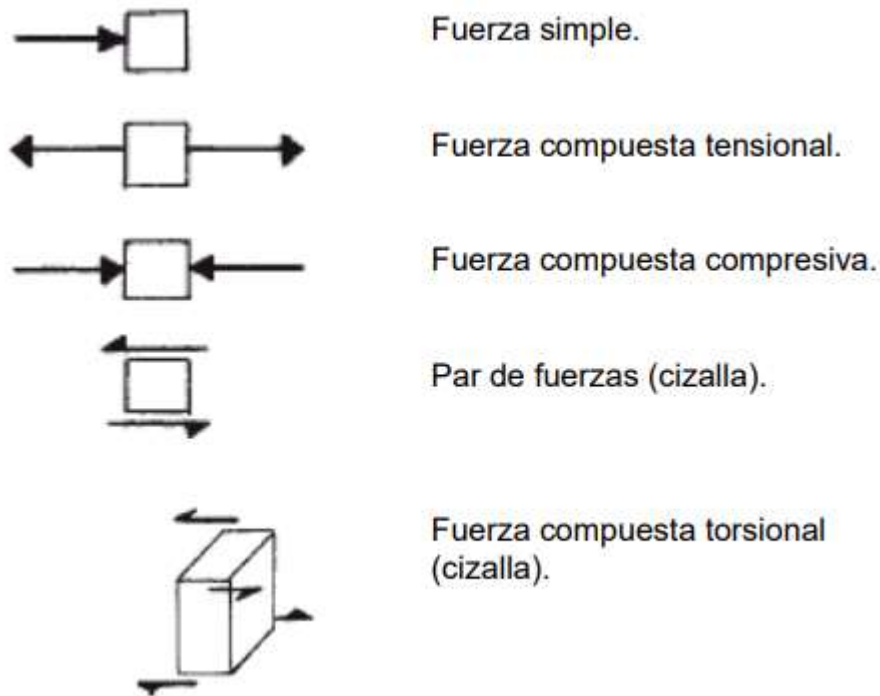 Fuerza simple.
Fuerza compuesta tensional.
Fuerza compuesta compresiva.
Par de fuerzas (cizalla).
Fuerza compuesta torsional
(cizalla).